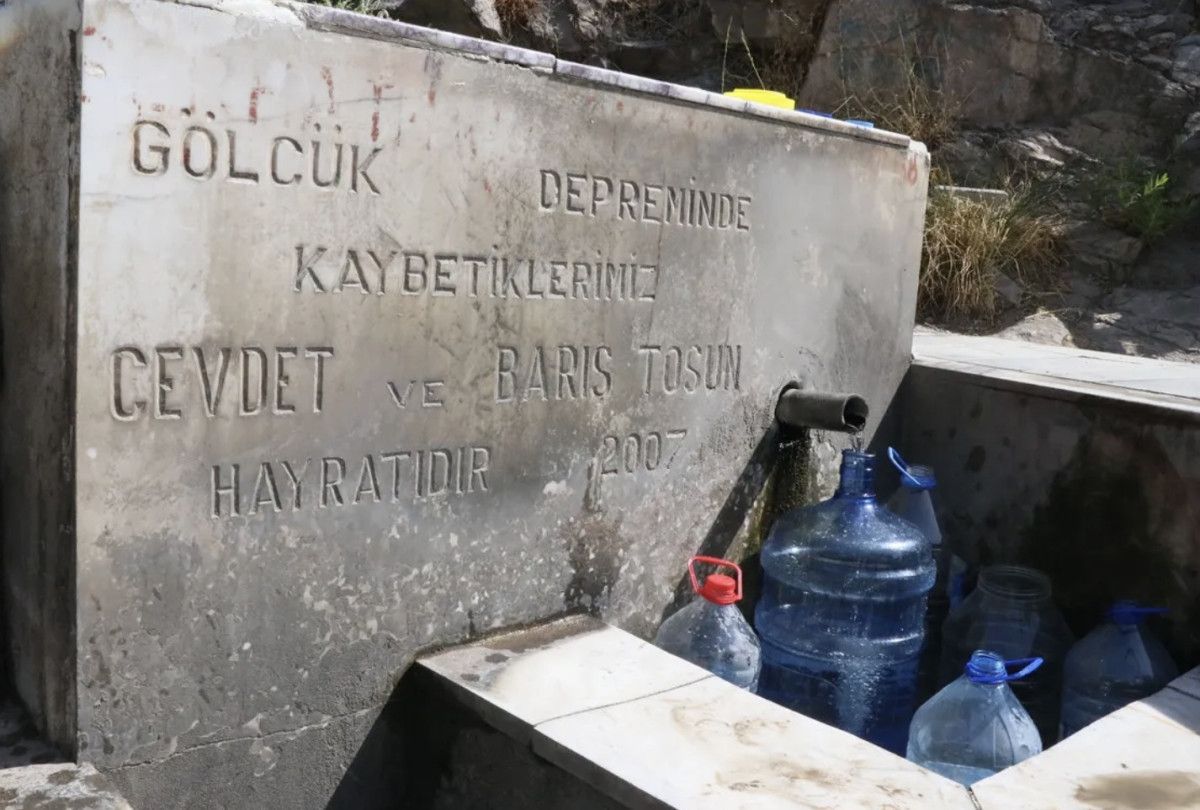 GÖLCÜK DEPREMİNDE
KAYBETİKLERİMİZ
CEVDET VE BARIŞ TOSUN
HAYRATIDIR 2007